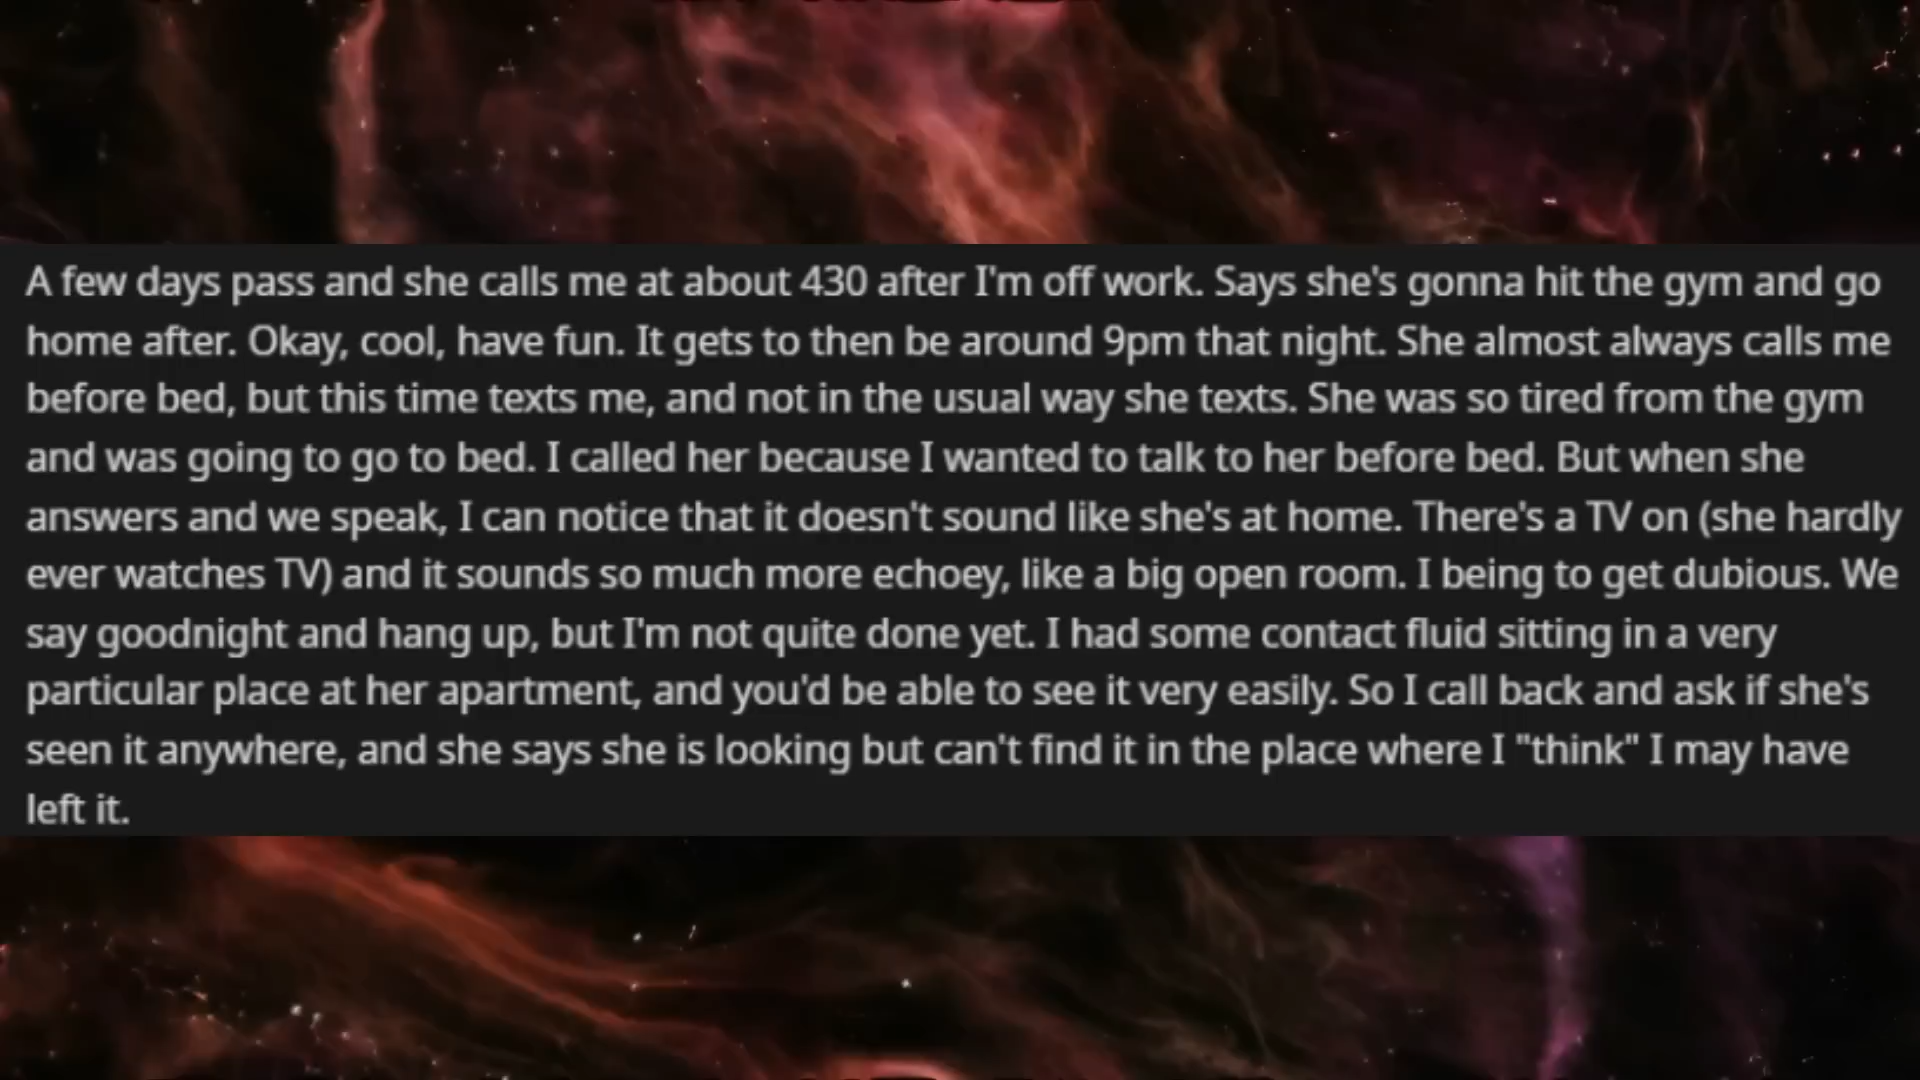 A few days pass and she calls me at about 430 after I'm off work. Says she's gonna hit the gym and go
home after. Okay, cool, have fun. It gets to then be around 9pm that night. She almost always calls me
before bed, but this time texts me, and not in the usual way she texts. She was so tired from the gym
and was going to go to bed. I called her because I wanted to talk to her before bed. But when she
answers and we speak, I can notice that it doesn't sound like she's at home. There's a TV on (she hardly
ever watches TV) and it sounds so much more echoey, like a big open room. I being to get dubious. We
say goodnight and hang up, but I'm not quite done yet. I had some contact fluid sitting in a very
particular place at her apartment, and you'd be able to see it very easily. So I call back and ask if she's
seen it anywhere, and she says she is looking but can't find it in the place where I "think" I may have
left it.